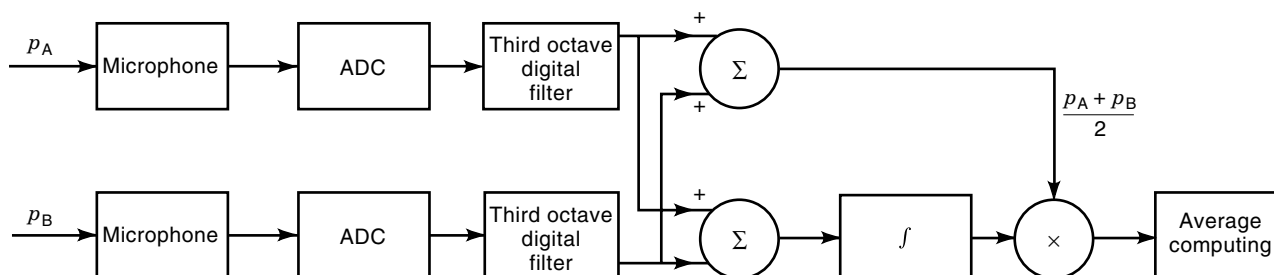 p_A
Microphone
ADC
Third octave
digital
filter
+
+
Σ
p_A + p_B
2
p_B
Microphone
ADC
Third octave
digital
filter
+
Σ
∫
×
Average
computing